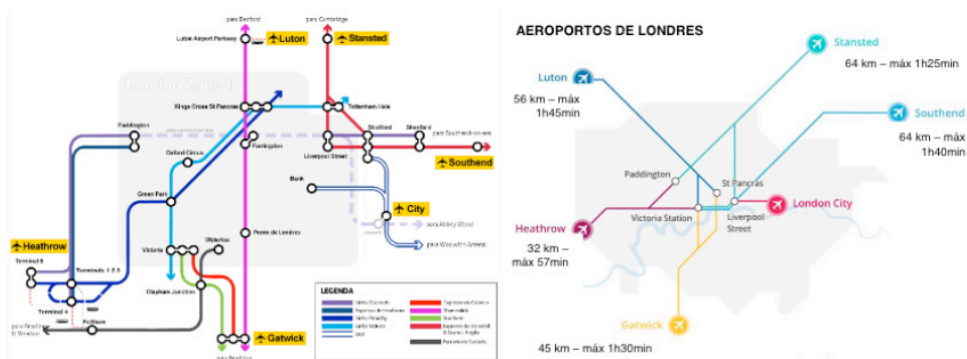 para Bedford
para Cambridge
Luton Airport Parkway
Luton
Stansted
London Zone 1
Kings Cross St Pancras
Tottenham Hale
Paddington
Stratford
Shenfield
para Southend-on-sea
Farringdon
Oxford Circus
Liverpool Street
Southend
Bank
Green Park
City
para Abbey Wood
Victoria
Waterloo
Ponte de Londres
para Woolwich Arsenal
Heathrow
Terminal 5
Terminals 1 2 3
Clapham Junction
Terminal 4
Feltham
para Reading
& Windsor
Gatwick
LEGENDA
Thameslink
Southern
AEROPORTOS DE LONDRES
Stansted
64 km – máx 1h25min
Luton
56 km – máx
1h45min
Southend
64 km – máx
1h40min
Paddington
St Pancras
London City
Victoria Station
Liverpool
Street
Heathrow
32 km –
máx 57min
Gatwick
45 km – máx 1h30min